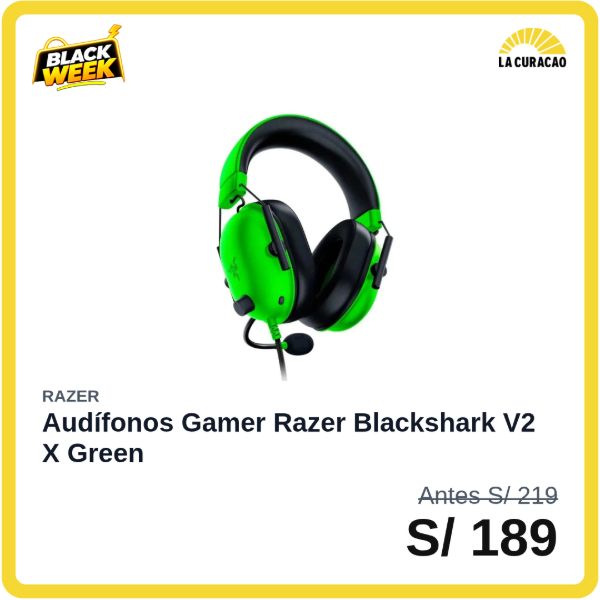 BLACK
WEEK
LA CURACAO
RAZER
Audífonos Gamer Razer Blackshark V2
X Green
Antes S/ 219
S/ 189